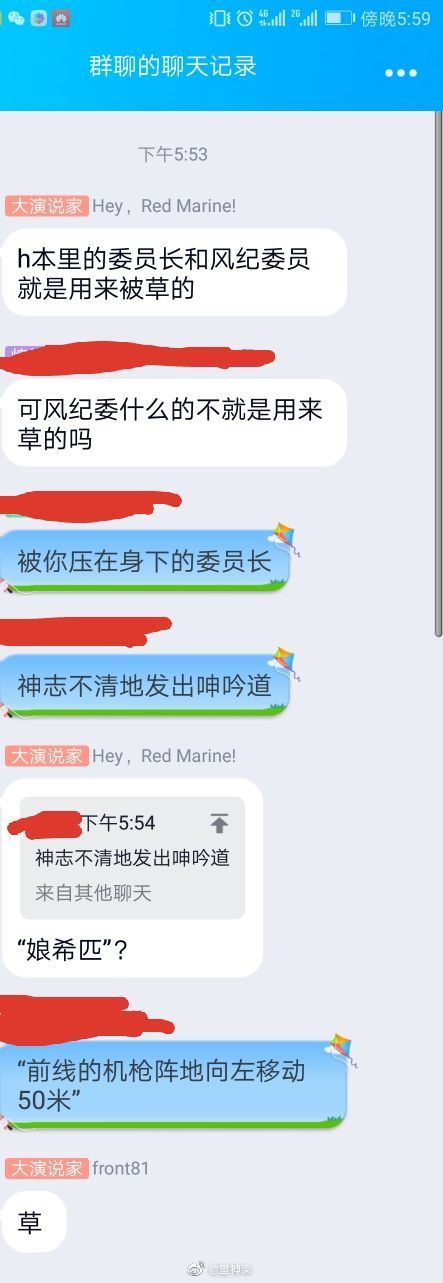 4G
2G
傍晚5:59
群聊的聊天记录
下午5:53
大演说家 Hey，Red Marine!
h本里的委员长和风纪委员
就是用来被草的
可风纪委什么的不就是用来
草的吗
被你压在身下的委员长
神志不清地发出呻吟道
大演说家 Hey，Red Marine!
下午5:54
神志不清地发出呻吟道
来自其他聊天
“娘希匹”?
“前线的机枪阵地向左移动
50米”
大演说家 front81
草